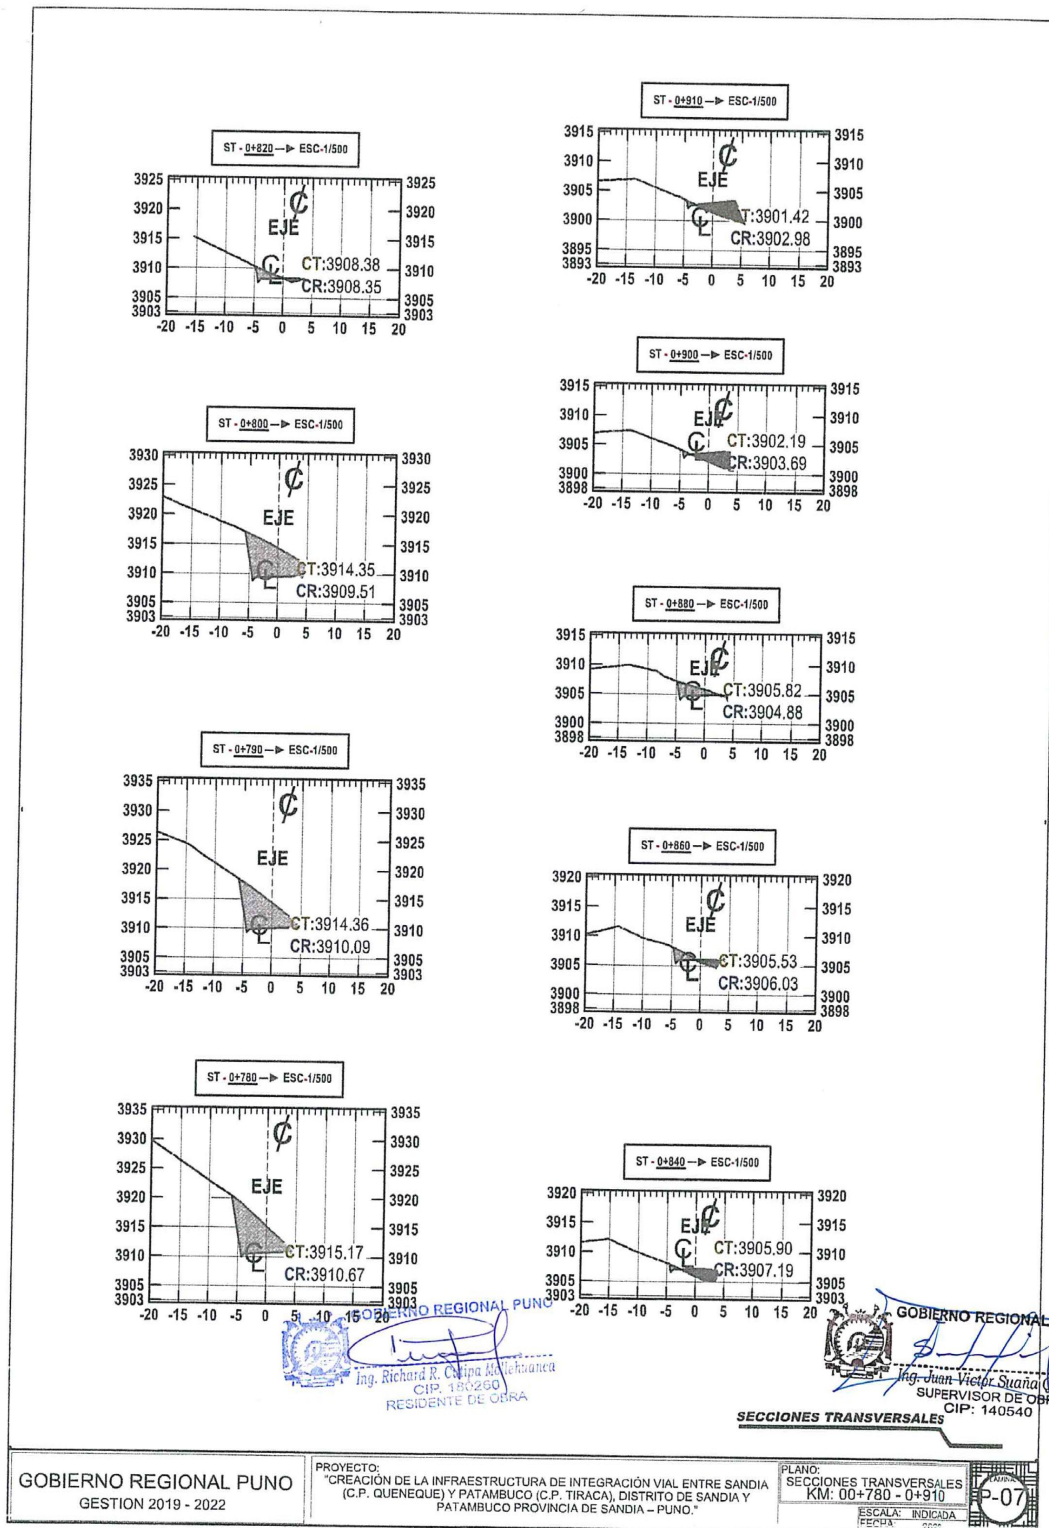 ST - 0+820 ESC-1/500
3925 3925
3920 3920
EJE
3915 3915
3910 CT:3908.38 3910
3905 CR:3908.35 3905
3903 3903
-20 -15 -10 -5 0 5 10 15 20
ST - 0+800 ESC-1/500
3930 3930
3925 3925
3920 EJE 3920
3915 3915
3910 CT:3914.35 3910
CR:3909.51
3905 3905
3903 3903
-20 -15 -10 -5 0 5 10 15 20
ST - 0+790 ESC-1/500
3935 3935
3930 3930
3925 3925
EJE
3920 3920
3915 3915
3910 CT:3914.36 3910
CR:3910.09
3905 3905
3903 3903
-20 -15 -10 -5 0 5 10 15 20
ST - 0+780 ESC-1/500
3935 3935
3930 3930
3925 3925
EJE
3920 3920
3915 3915
3910 CT:3915.17 3910
CR:3910.67
3905 3905
3903 3903
-20 -15 -10 -5 0 5 10 15 20
ST - 0+910 ESC-1/500
3915 3915
3910 3910
EJE
3905 3905
3900 T:3901.42 3900
CR:3902.98
3895 3895
3893 3893
-20 -15 -10 -5 0 5 10 15 20
ST - 0+900 ESC-1/500
3915 3915
3910 EJE 3910
3905 CT:3902.19 3905
CR:3903.69
3900 3900
3898 3898
-20 -15 -10 -5 0 5 10 15 20
ST - 0+880 ESC-1/500
3915 3915
3910 EJE 3910
3905 CT:3905.82 3905
CR:3904.88
3900 3900
3898 3898
-20 -15 -10 -5 0 5 10 15 20
ST - 0+860 ESC-1/500
3920 3920
3915 3915
EJE
3910 3910
3905 CT:3905.53 3905
CR:3906.03
3900 3900
3898 3898
-20 -15 -10 -5 0 5 10 15 20
ST - 0+840 ESC-1/500
3920 3920
3915 EJE 3915
3910 CT:3905.90 3910
CR:3907.19
3905 3905
3903 3903
-20 -15 -10 -5 0 5 10 15 20
GOBIERNO REGIONAL PUNO
Ing. Richard R.
CIP. 180260
RESIDENTE DE OBRA
GOBIERNO REGIONAL
Ing. Juan Victor Suaña
SUPERVISOR DE OB
CIP: 140540
SECCIONES TRANSVERSALES
GOBIERNO REGIONAL PUNO
GESTION 2019 - 2022
PROYECTO:
"CREACIÓN DE LA INFRAESTRUCTURA DE INTEGRACIÓN VIAL ENTRE SANDIA
(C.P. QUENEQUE) Y PATAMBUCO (C.P. TIRACA), DISTRITO DE SANDIA Y
PATAMBUCO PROVINCIA DE SANDIA – PUNO."
PLANO:
SECCIONES TRANSVERSALES
KM: 00+780 - 0+910
ESCALA: INDICADA
FECHA
LAMINA
P-07